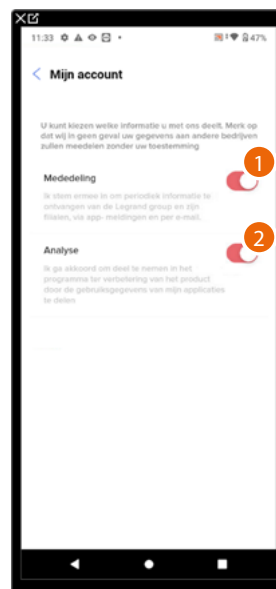 11:33
47%
Mijn account
U kunt kiezen welke informatie u met ons deelt. Merk op
dat wij in geen geval uw gegevens aan andere bedrijven
zullen meedelen zonder uw toestemming
1
Mededeling
Ik stem ermee in om periodiek informatie te
ontvangen van de Legrand group en zijn
filialen, via app- meldingen en per e-mail.
2
Analyse
Ik ga akkoord om deel te nemen in het
programma ter verbetering van het product
door de gebruiksgegevens van mijn applicaties
te delen